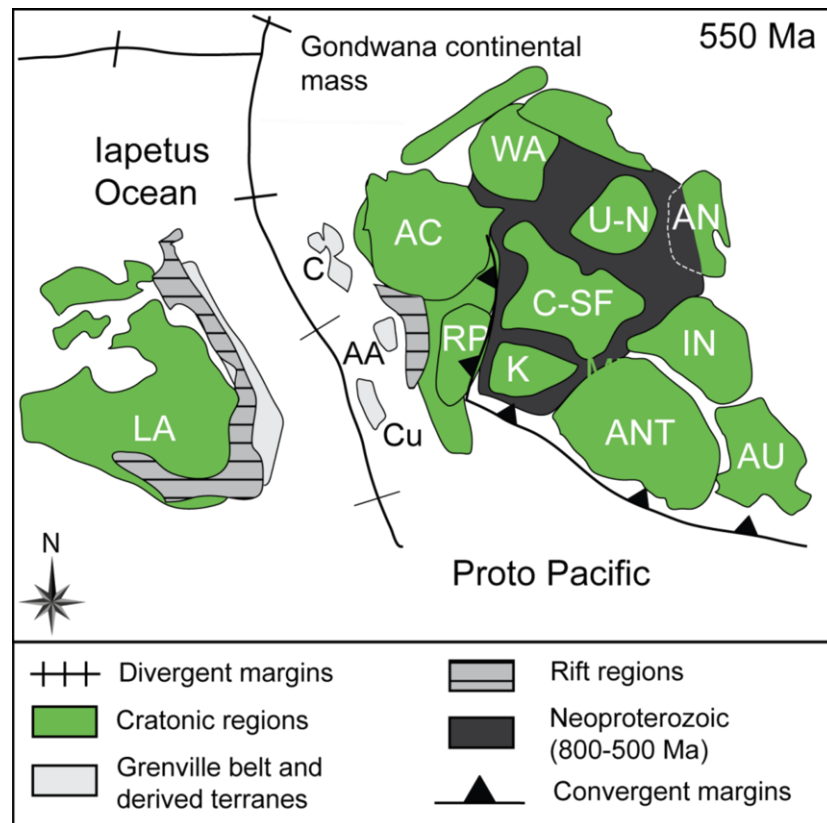 550 Ma
Gondwana continental
mass
Iapetus
Ocean
WA
U-N
AN
AC
C
C-SF
RP
IN
AA
K
M
LA
Cu
ANT
AU
N
Proto Pacific
Divergent margins
Cratonic regions
Grenville belt and
derived terranes
Rift regions
Neoproterozoic
(800-500 Ma)
Convergent margins